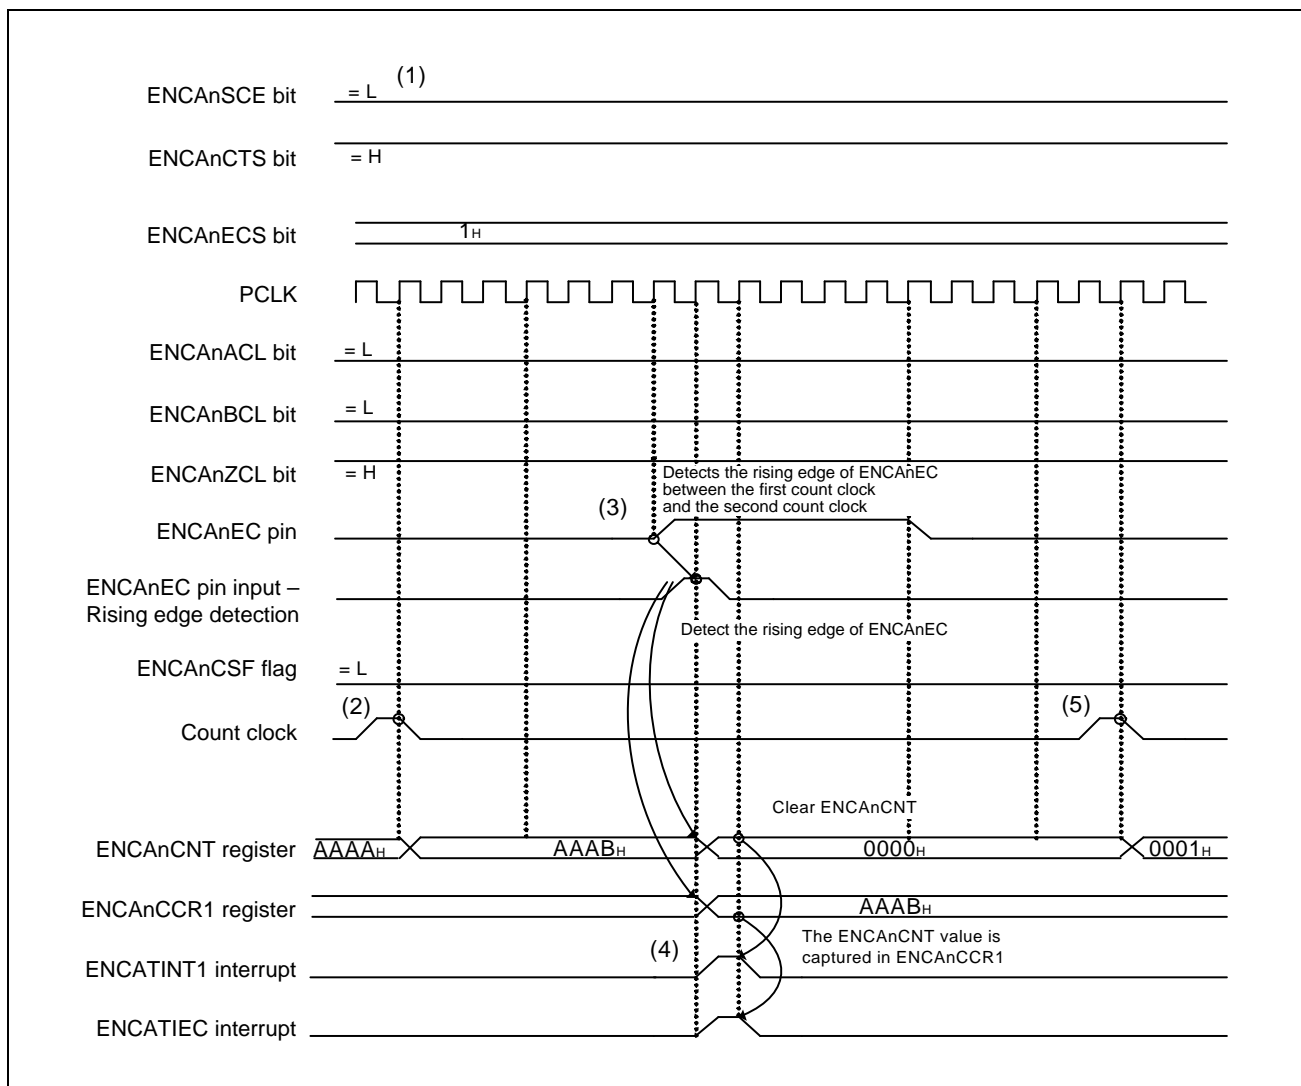 (1)
ENCAnSCE bit = L
ENCAnCTS bit = H
ENCAnECS bit 1H
PCLK
ENCAnACL bit = L
ENCAnBCL bit = L
ENCAnZCL bit = H
Detects the rising edge of ENCAnEC
between the first count clock
and the second count clock
(3)
ENCAnEC pin
ENCAnEC pin input –
Rising edge detection
Detect the rising edge of ENCAnEC
ENCAnCSF flag = L
(2) (5)
Count clock
Clear ENCAnCNT
ENCAnCNT register AAAAH AAABH 0000H 0001H
ENCAnCCR1 register AAABH
The ENCAnCNT value is
captured in ENCAnCCR1
(4)
ENCATINT1 interrupt
ENCATIEC interrupt